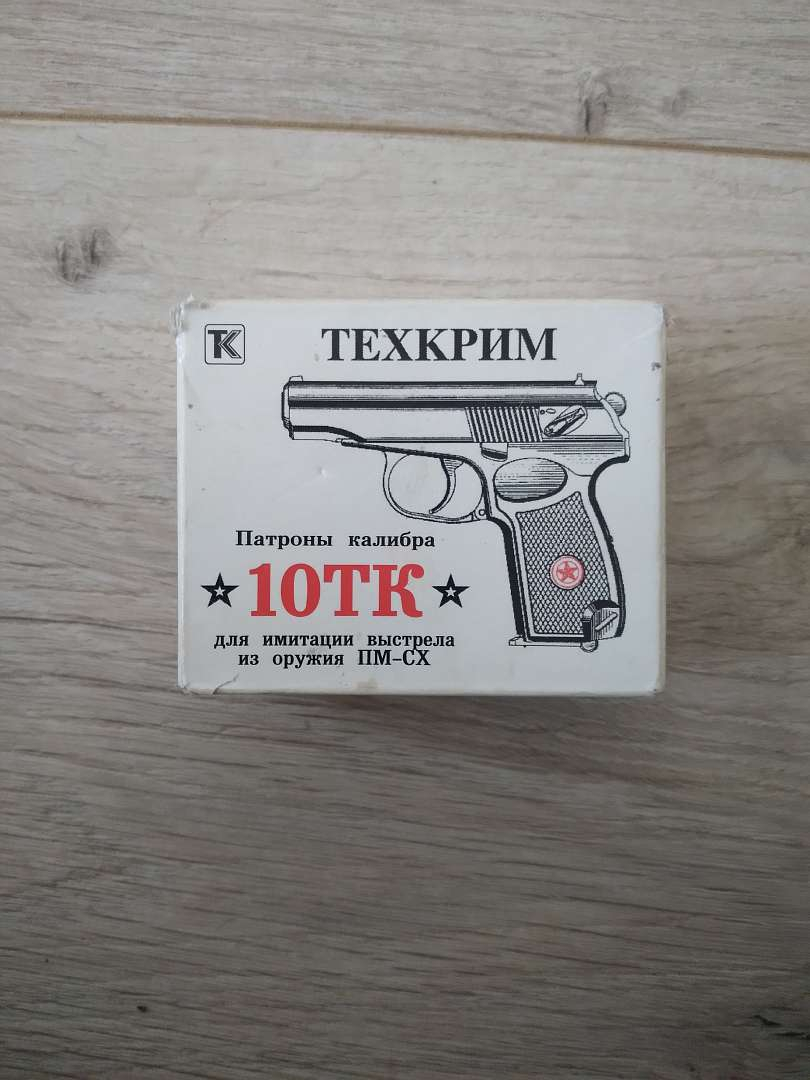 ТК
ТЕХКРИМ
Патроны калибра
★10ТК★
для имитации выстрела
из оружия ПМ-СХ